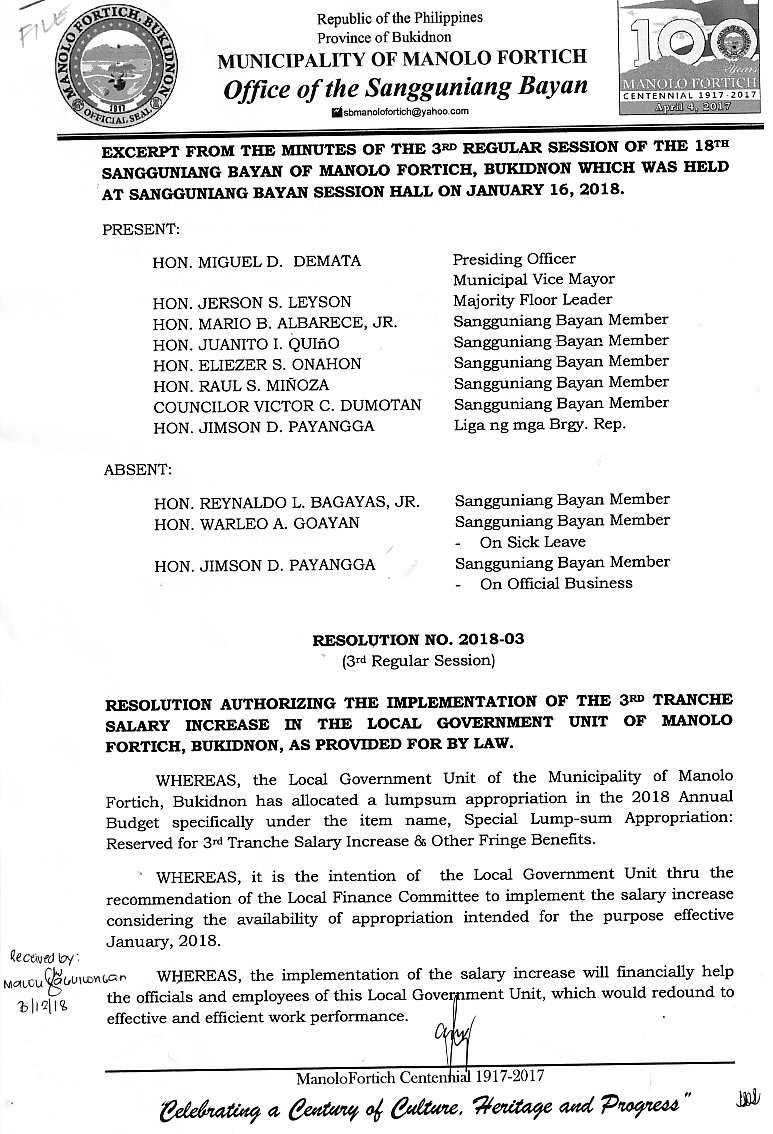 FILE
MANOLO FORTICH, BUKIDNON
1917
OFFICIAL SEAL
Republic of the Philippines
Province of Bukidnon
MUNICIPALITY OF MANOLO FORTICH
Office of the Sangguniang Bayan
sbmanolofortich@yahoo.com
100
Years
MANOLO FORTICH
CENTENNIAL 1917-2017
April 4, 2017
EXCERPT FROM THE MINUTES OF THE 3RD REGULAR SESSION OF THE 18TH
SANGGUNIANG BAYAN OF MANOLO FORTICH, BUKIDNON WHICH WAS HELD
AT SANGGUNIANG BAYAN SESSION HALL ON JANUARY 16, 2018.
PRESENT:
HON. MIGUEL D. DEMATA Presiding Officer
Municipal Vice Mayor
HON. JERSON S. LEYSON Majority Floor Leader
HON. MARIO B. ALBARECE, JR. Sangguniang Bayan Member
HON. JUANITO I. QUIñO Sangguniang Bayan Member
HON. ELIEZER S. ONAHON Sangguniang Bayan Member
HON. RAUL S. MIÑOZA Sangguniang Bayan Member
COUNCILOR VICTOR C. DUMOTAN Sangguniang Bayan Member
HON. JIMSON D. PAYANGGA Liga ng mga Brgy. Rep.
ABSENT:
HON. REYNALDO L. BAGAYAS, JR. Sangguniang Bayan Member
HON. WARLEO A. GOAYAN Sangguniang Bayan Member
- On Sick Leave
HON. JIMSON D. PAYANGGA Sangguniang Bayan Member
- On Official Business
RESOLUTION NO. 2018-03
(3rd Regular Session)
RESOLUTION AUTHORIZING THE IMPLEMENTATION OF THE 3RD TRANCHE
SALARY INCREASE IN THE LOCAL GOVERNMENT UNIT OF MANOLO
FORTICH, BUKIDNON, AS PROVIDED FOR BY LAW.
WHEREAS, the Local Government Unit of the Municipality of Manolo
Fortich, Bukidnon has allocated a lumpsum appropriation in the 2018 Annual
Budget specifically under the item name, Special Lump-sum Appropriation:
Reserved for 3rd Tranche Salary Increase & Other Fringe Benefits.
WHEREAS, it is the intention of the Local Government Unit thru the
recommendation of the Local Finance Committee to implement the salary increase
considering the availability of appropriation intended for the purpose effective
January, 2018.
WHEREAS, the implementation of the salary increase will financially help
the officials and employees of this Local Government Unit, which would redound to
effective and efficient work performance.
Received by:
3/12/18
ManoloFortich Centennial 1917-2017
"Celebrating a Century of Culture, Heritage and Progress"